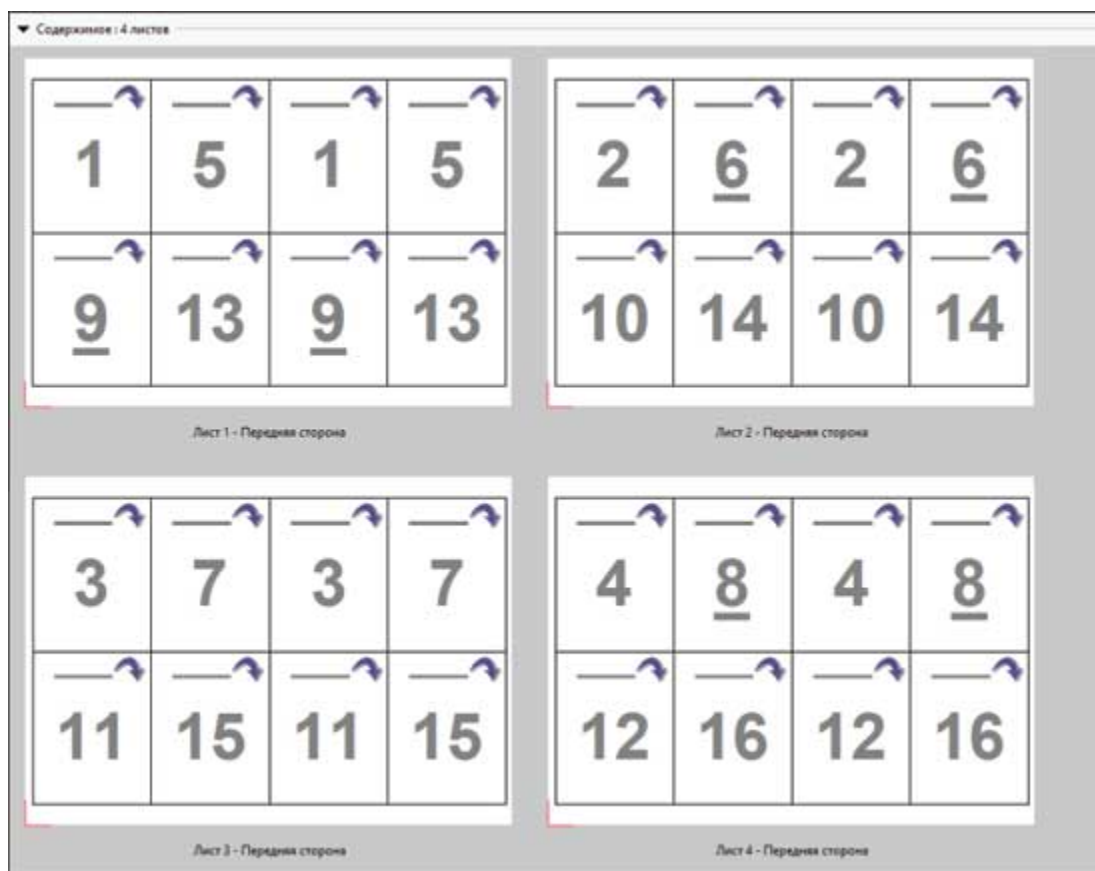 Содержимое : 4 листов
1 5 1 5
9 13 9 13
Лист 1 - Передняя сторона
2 6 2 6
10 14 10 14
Лист 2 - Передняя сторона
3 7 3 7
11 15 11 15
Лист 3 - Передняя сторона
4 8 4 8
12 16 12 16
Лист 4 - Передняя сторона